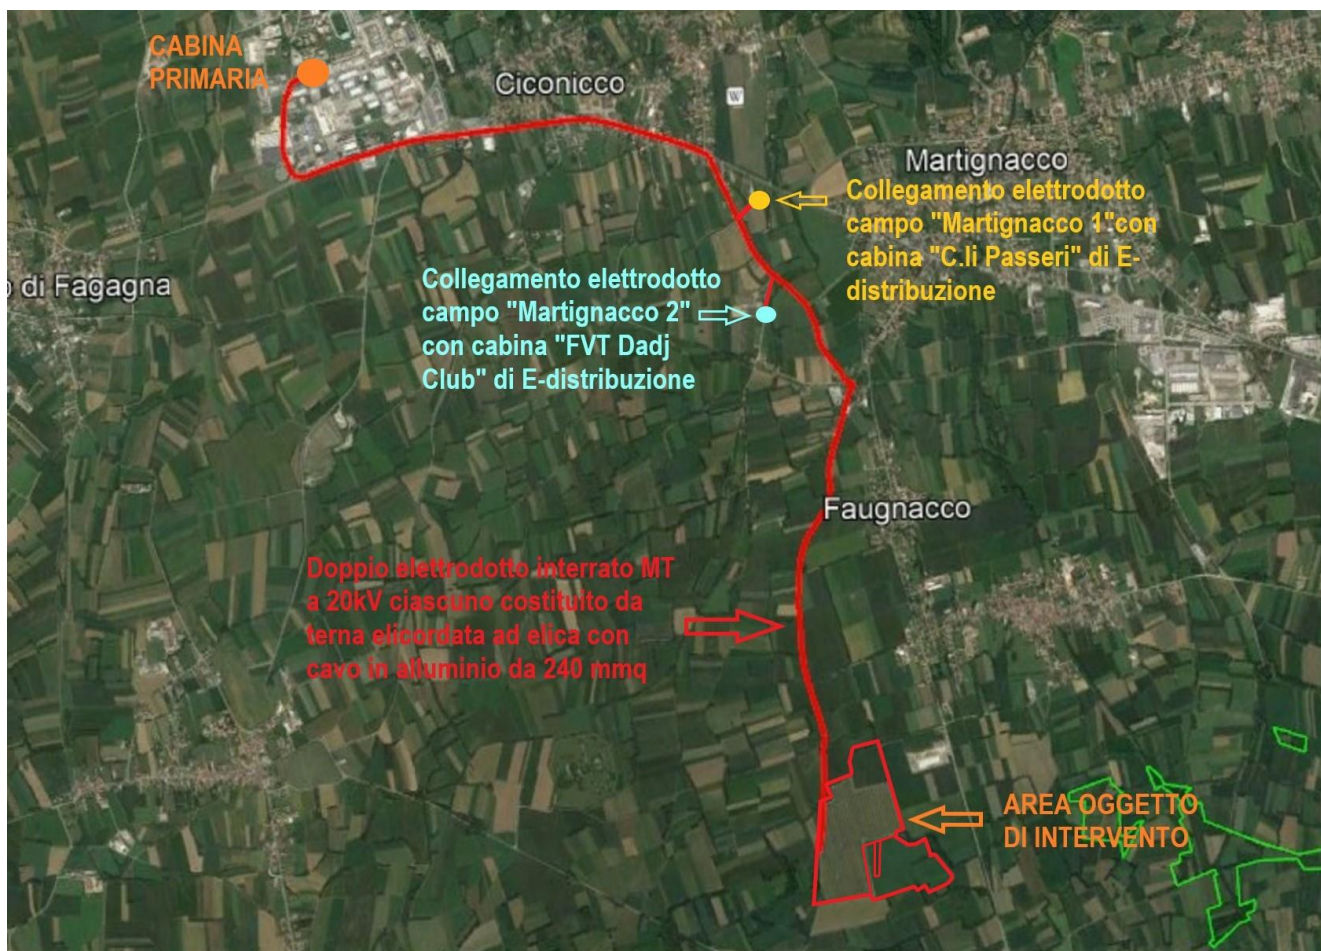 CABINA
PRIMARIA
Ciconicco
W
Martignacco
Collegamento elettrodotto
campo "Martignacco 1"con
cabina "C.li Passeri" di E-
distribuzione
o di Fagagna
Collegamento elettrodotto
campo "Martignacco 2"
con cabina "FVT Dadj
Club" di E-distribuzione
Faugnacco
Doppio elettrodotto interrato MT
a 20kV ciascuno costituito da
terna elicordata ad elica con
cavo in alluminio da 240 mmq
AREA OGGETTO
DI INTERVENTO